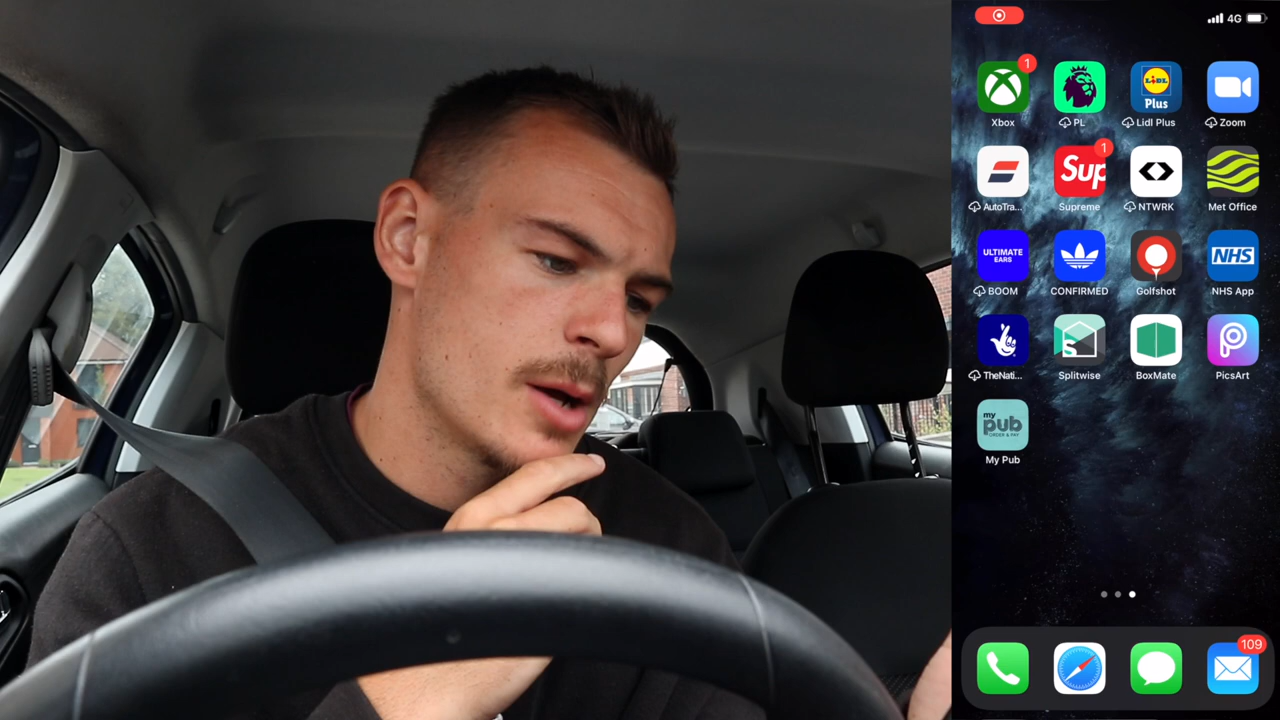 4G
1
Xbox
PL
LIDL
Plus
Lidl Plus
Zoom
AutoTra...
1
Sup
Supreme
NTWRK
Met Office
ULTIMATE
EARS
BOOM
CONFIRMED
Golfshot
NHS
NHS App
TheNati...
S
Splitwise
BoxMate
P
PicsArt
my
pub
ORDER & PAY
My Pub
109